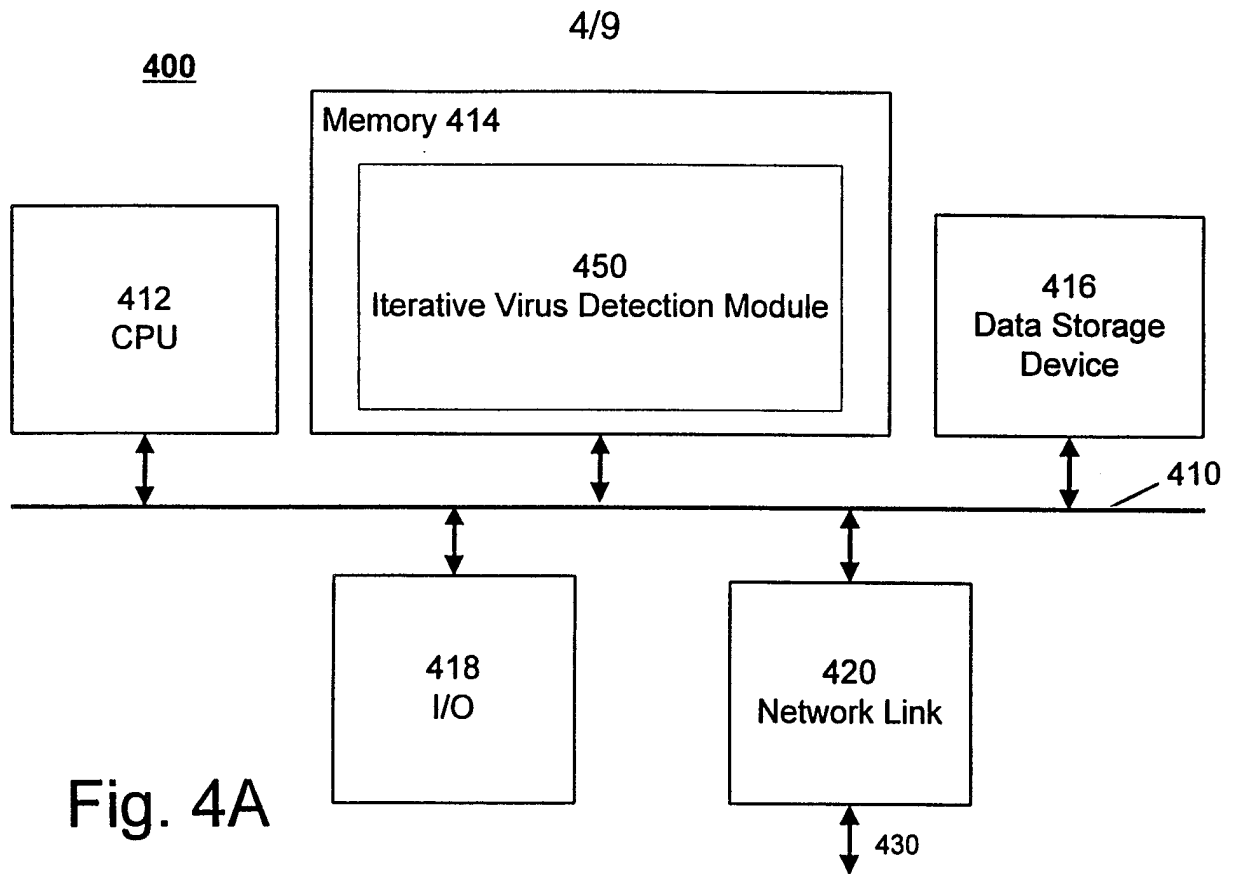 4/9
400
Memory 414
450
Iterative Virus Detection Module
412
CPU
416
Data Storage
Device
410
418
I/O
420
Network Link
Fig. 4A
430